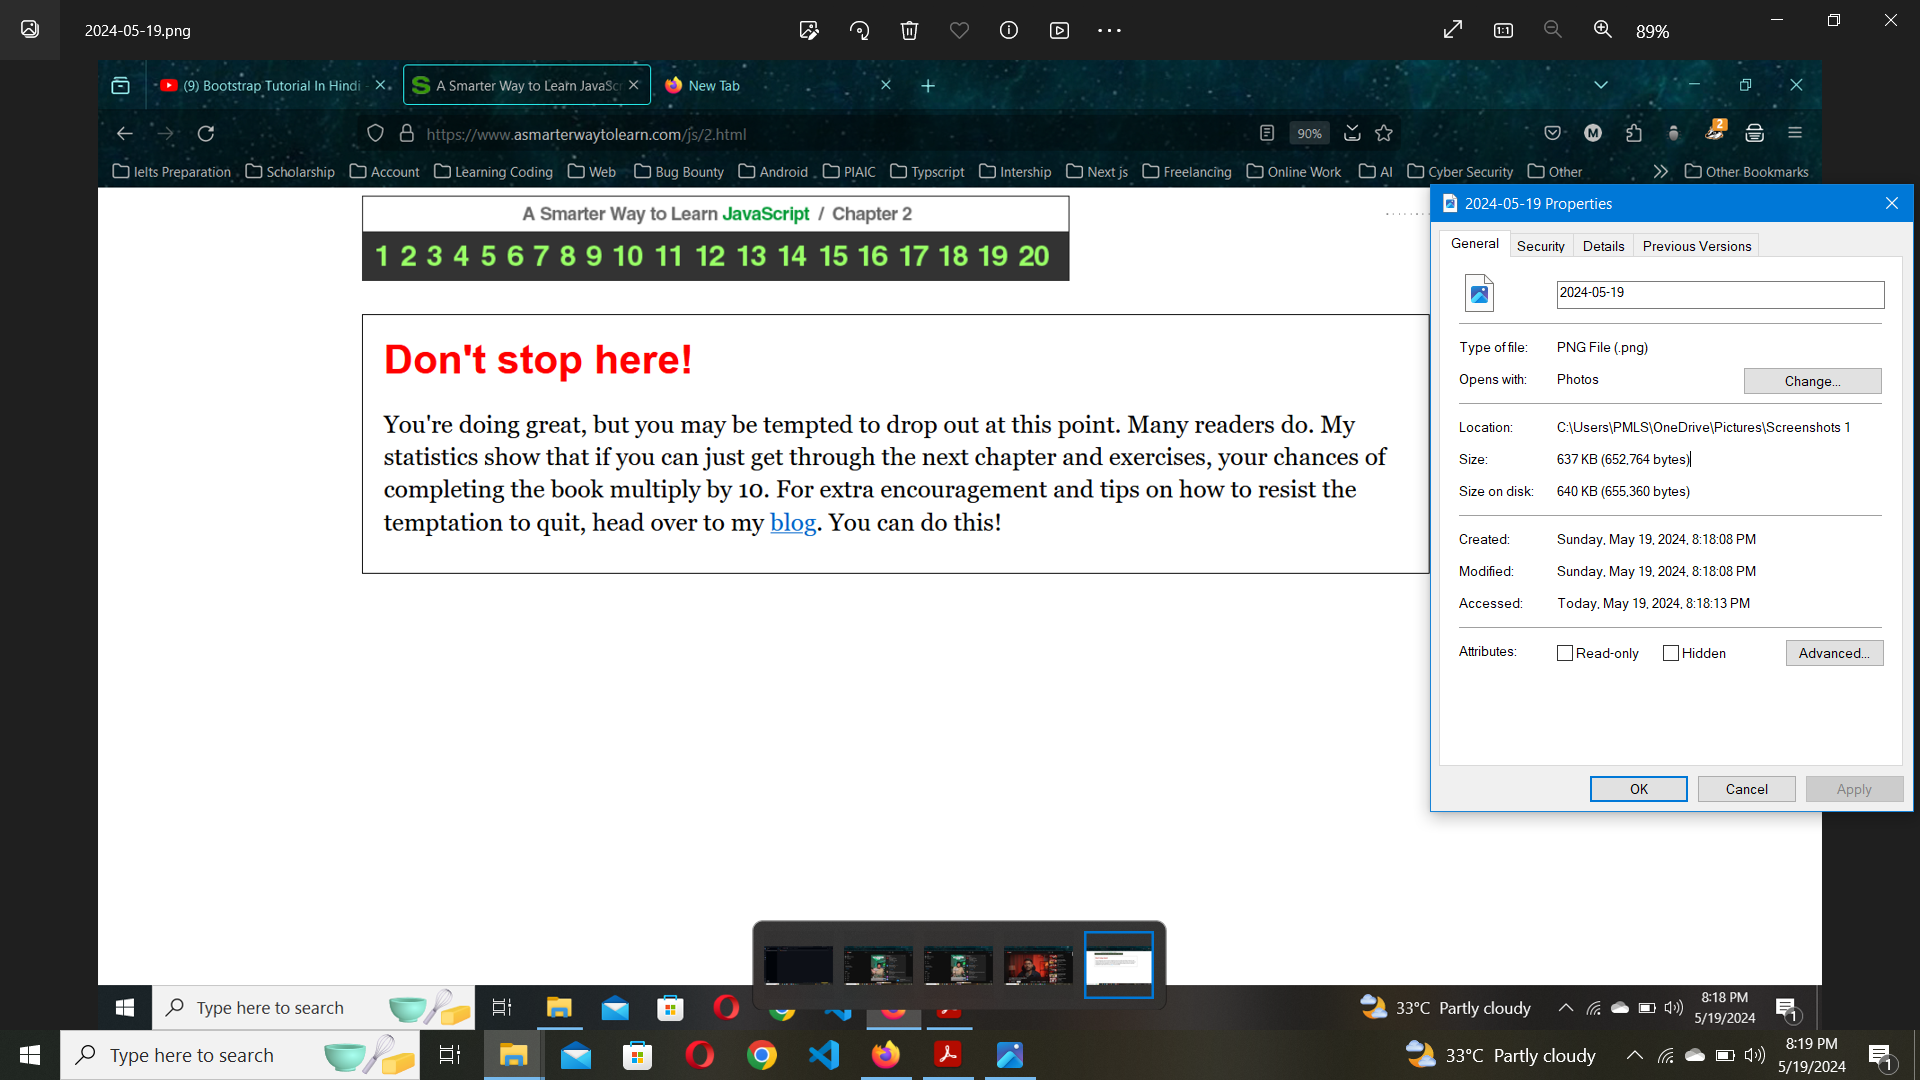 2024-05-19.png
89%
(9) Bootstrap Tutorial In Hindi
A Smarter Way to Learn JavaSc
New Tab
https://www.asmarterwaytolearn.com/js/2.html
90%
M
2
Ielts Preparation Scholarship Account Learning Coding Web Bug Bounty Android PIAIC Typscript Intership Next js Freelancing Online Work AI Cyber Security Other Other Bookmarks
A Smarter Way to Learn JavaScript / Chapter 2
1 2 3 4 5 6 7 8 9 10 11 12 13 14 15 16 17 18 19 20
Don't stop here!
You're doing great, but you may be tempted to drop out at this point. Many readers do. My
statistics show that if you can just get through the next chapter and exercises, your chances of
completing the book multiply by 10. For extra encouragement and tips on how to resist the
temptation to quit, head over to my blog. You can do this!
2024-05-19 Properties
General Security Details Previous Versions
2024-05-19
Type of file: PNG File (.png)
Opens with: Photos Change...
Location: C:\Users\PMLS\OneDrive\Pictures\Screenshots 1
Size: 637 KB (652,764 bytes)
Size on disk: 640 KB (655,360 bytes)
Created: Sunday, May 19, 2024, 8:18:08 PM
Modified: Sunday, May 19, 2024, 8:18:08 PM
Accessed: Today, May 19, 2024, 8:18:13 PM
Attributes: Read-only Hidden Advanced...
OK Cancel Apply
Type here to search
33°C Partly cloudy
8:18 PM
5/19/2024
1
Type here to search
33°C Partly cloudy
8:19 PM
5/19/2024
1